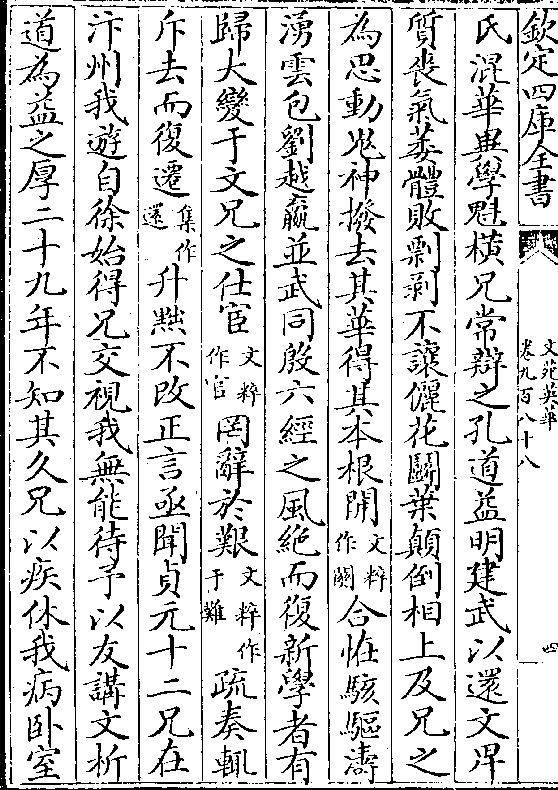 欽定四庫全書
文苑英華
卷九百八十八
四
氏混華異學魁橫兄常辯之孔道益明建武以還文卑
質喪氣萎體敗剽剥不讓儷花鬬葉顛倒相上及兄之
為思動鬼神撥去其華得其本根開文粹作闢合怪駭驅濤
湧雲包劉越嬴並武同殷六經之風絶而復新學者有
歸大變于文兄之仕宦文粹作官罔辭於艱文粹作于難疏奏輒
斥去而復遷集作還升黜不改正言亟聞貞元十二兄在
汴州我遊自徐始得兄交視我無能待予以友講文析
道為益之厚二十九年不知其久兄以疾休我病卧室